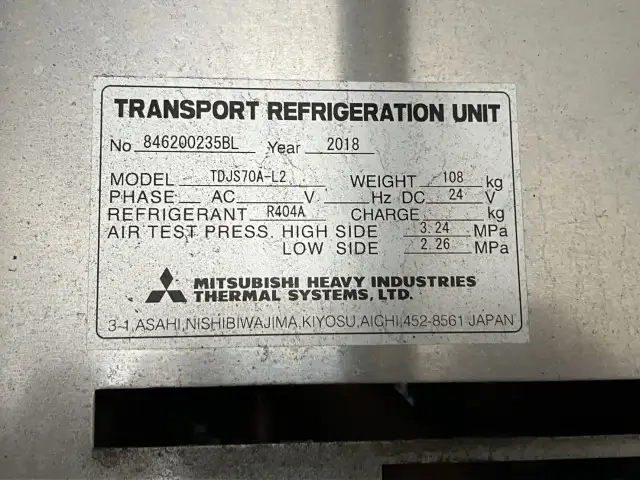 TRANSPORT REFRIGERATION UNIT
No 846200235BL Year 2018
MODEL TDJS70A-L2 WEIGHT 108 kg
PHASE AC V Hz DC 24 V
REFRIGERANT R404A CHARGE kg
AIR TEST PRESS. HIGH SIDE 3.24 MPa
LOW SIDE 2.26 MPa
MITSUBISHI HEAVY INDUSTRIES
THERMAL SYSTEMS, LTD.
3-1,ASAHI,NISHIBIWAJIMA,KIYOSU,AICHI,452-8561 JAPAN